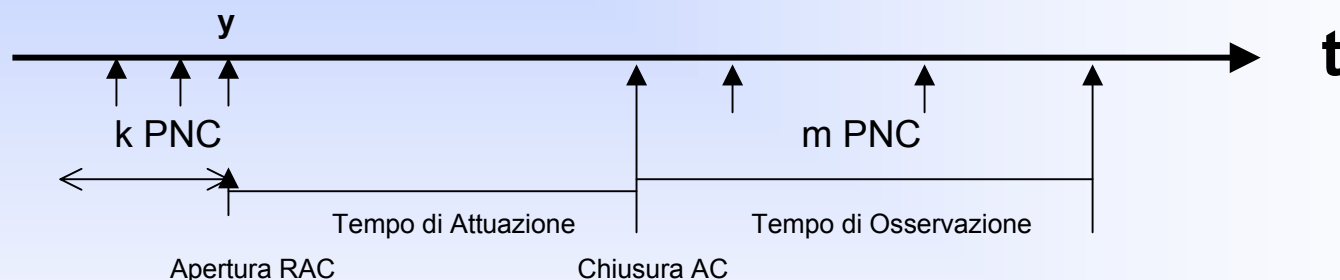 y
t
k PNC
m PNC
Tempo di Attuazione
Tempo di Osservazione
Apertura RAC
Chiusura AC